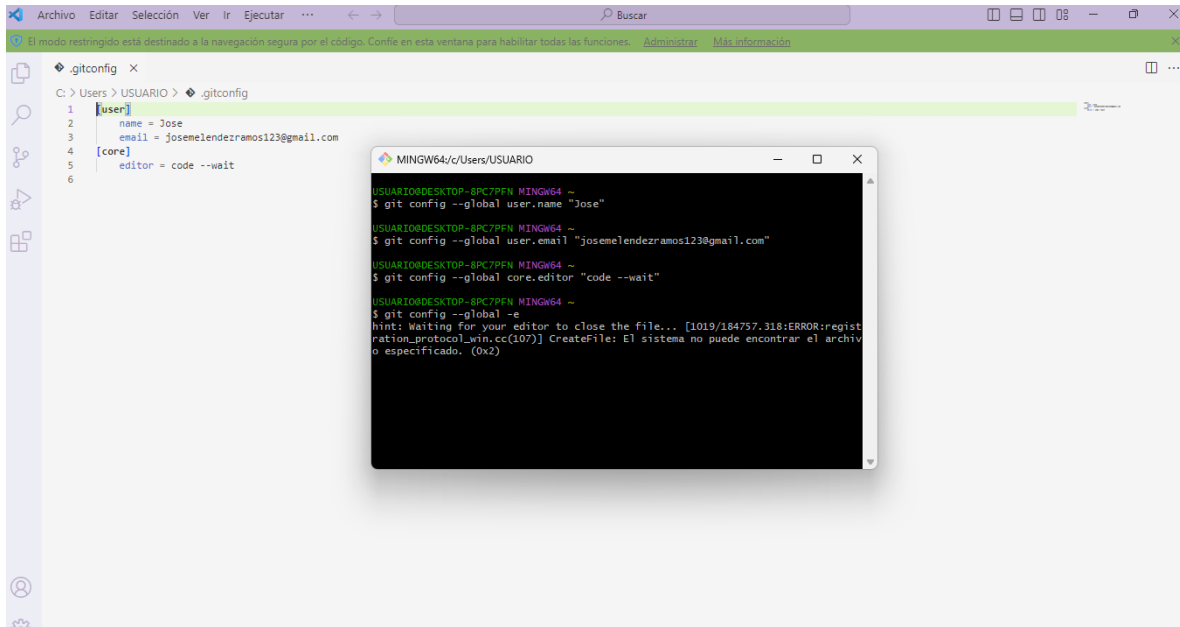 Archivo Editar Selección Ver Ir Ejecutar ··· Buscar
El modo restringido está destinado a la navegación segura por el código. Confíe en esta ventana para habilitar todas las funciones. Administrar Más información
.gitconfig
C: > Users > USUARIO > .gitconfig
1 [user]
2 name = Jose
3 email = josemelendezramos123@gmail.com
4 [core]
5 editor = code --wait
6
MINGW64:/c/Users/USUARIO
USUARIO@DESKTOP-8PC7PFN MINGW64 ~
$ git config --global user.name "Jose"
USUARIO@DESKTOP-8PC7PFN MINGW64 ~
$ git config --global user.email "josemelendezramos123@gmail.com"
USUARIO@DESKTOP-8PC7PFN MINGW64 ~
$ git config --global core.editor "code --wait"
USUARIO@DESKTOP-8PC7PFN MINGW64 ~
$ git config --global -e
hint: Waiting for your editor to close the file... [1019/184757.318:ERROR:regist
ration_protocol_win.cc(107)] CreateFile: El sistema no puede encontrar el archiv
o especificado. (0x2)